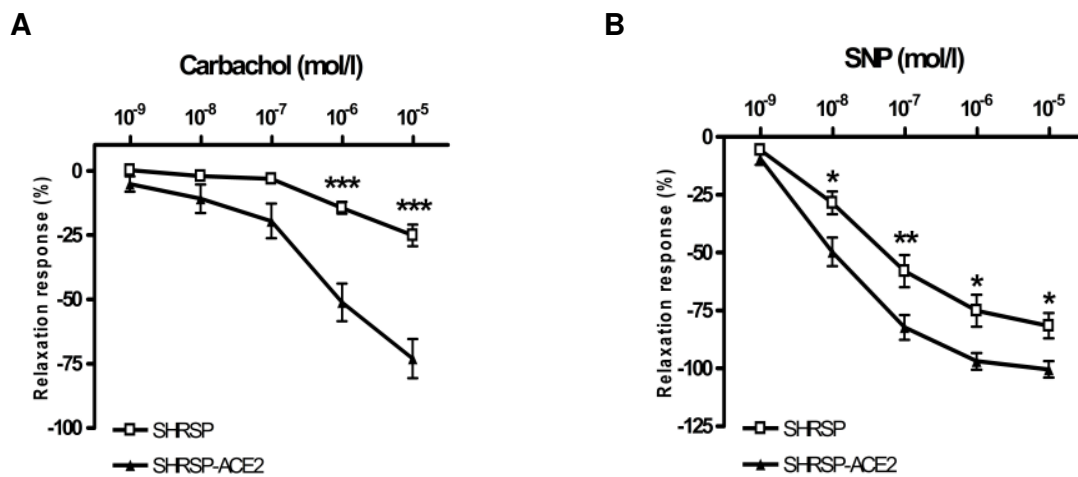 A
Carbachol (mol/l)
10⁻⁹ 10⁻⁸ 10⁻⁷ 10⁻⁶ 10⁻⁵
Relaxation response (%)
0
-25
-50
-75
-100
***
***
SHRSP
SHRSP-ACE2
B
SNP (mol/l)
10⁻⁹ 10⁻⁸ 10⁻⁷ 10⁻⁶ 10⁻⁵
Relaxation response (%)
0
-25
-50
-75
-100
-125
*
**
*
*
SHRSP
SHRSP-ACE2